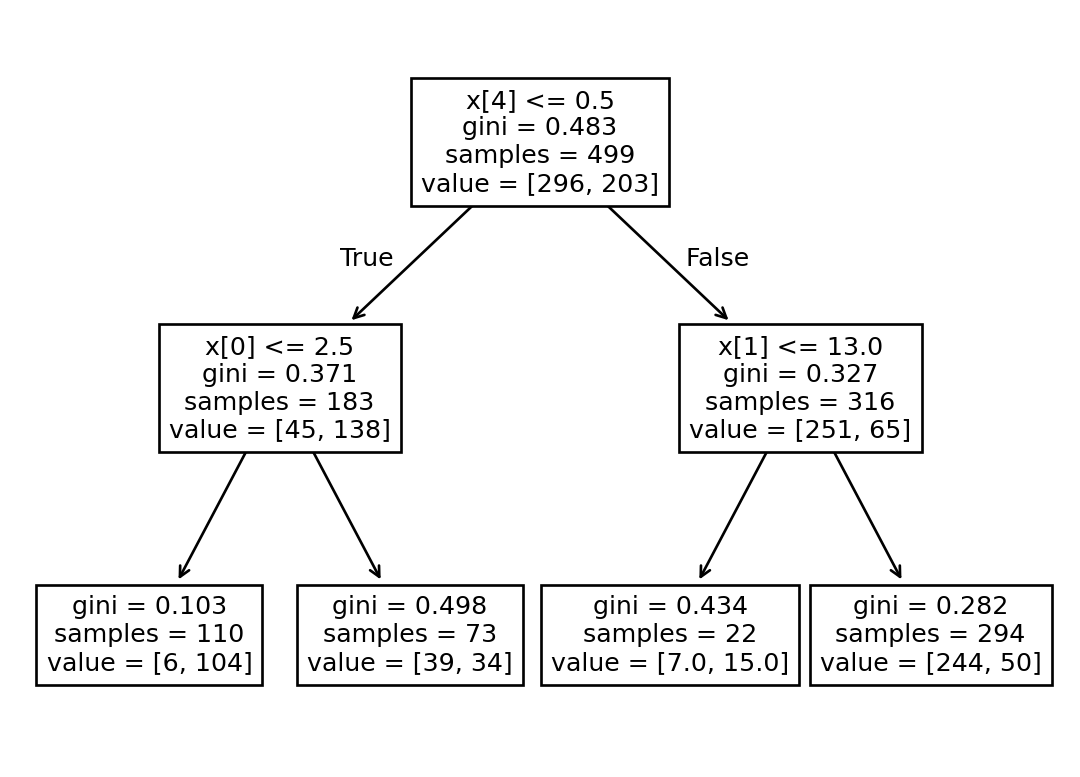 x[4] <= 0.5
gini = 0.483
samples = 499
value = [296, 203]
True
False
x[0] <= 2.5
gini = 0.371
samples = 183
value = [45, 138]
x[1] <= 13.0
gini = 0.327
samples = 316
value = [251, 65]
gini = 0.103
samples = 110
value = [6, 104]
gini = 0.498
samples = 73
value = [39, 34]
gini = 0.434
samples = 22
value = [7.0, 15.0]
gini = 0.282
samples = 294
value = [244, 50]